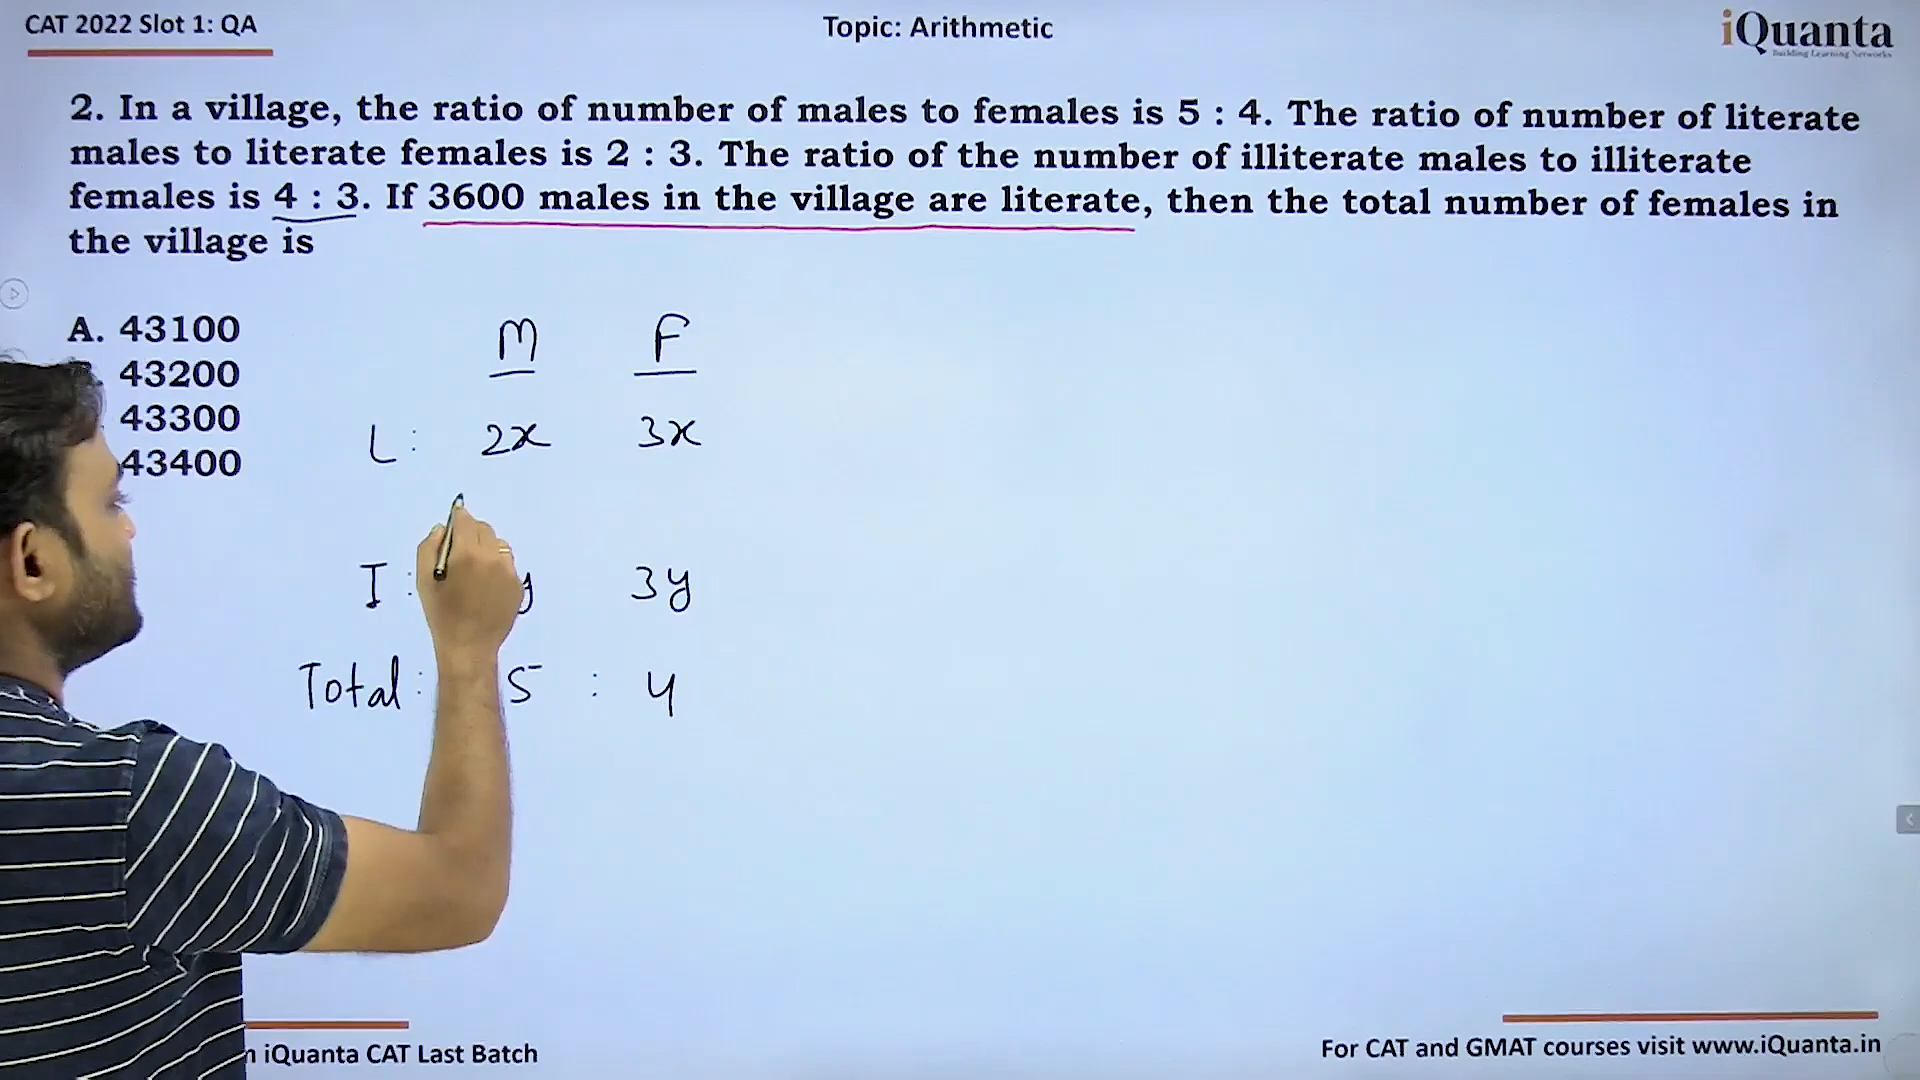 CAT 2022 Slot 1: QA
Topic: Arithmetic
iQuanta
Building Learning Networks
2. In a village, the ratio of number of males to females is 5 : 4. The ratio of number of literate
males to literate females is 2 : 3. The ratio of the number of illiterate males to illiterate
females is 4 : 3. If 3600 males in the village are literate, then the total number of females in
the village is
A. 43100
43200
43300
43400
M F
L : 2x 3x
I : y 3y
Total : 5 : 4
iQuanta CAT Last Batch
For CAT and GMAT courses visit www.iQuanta.in